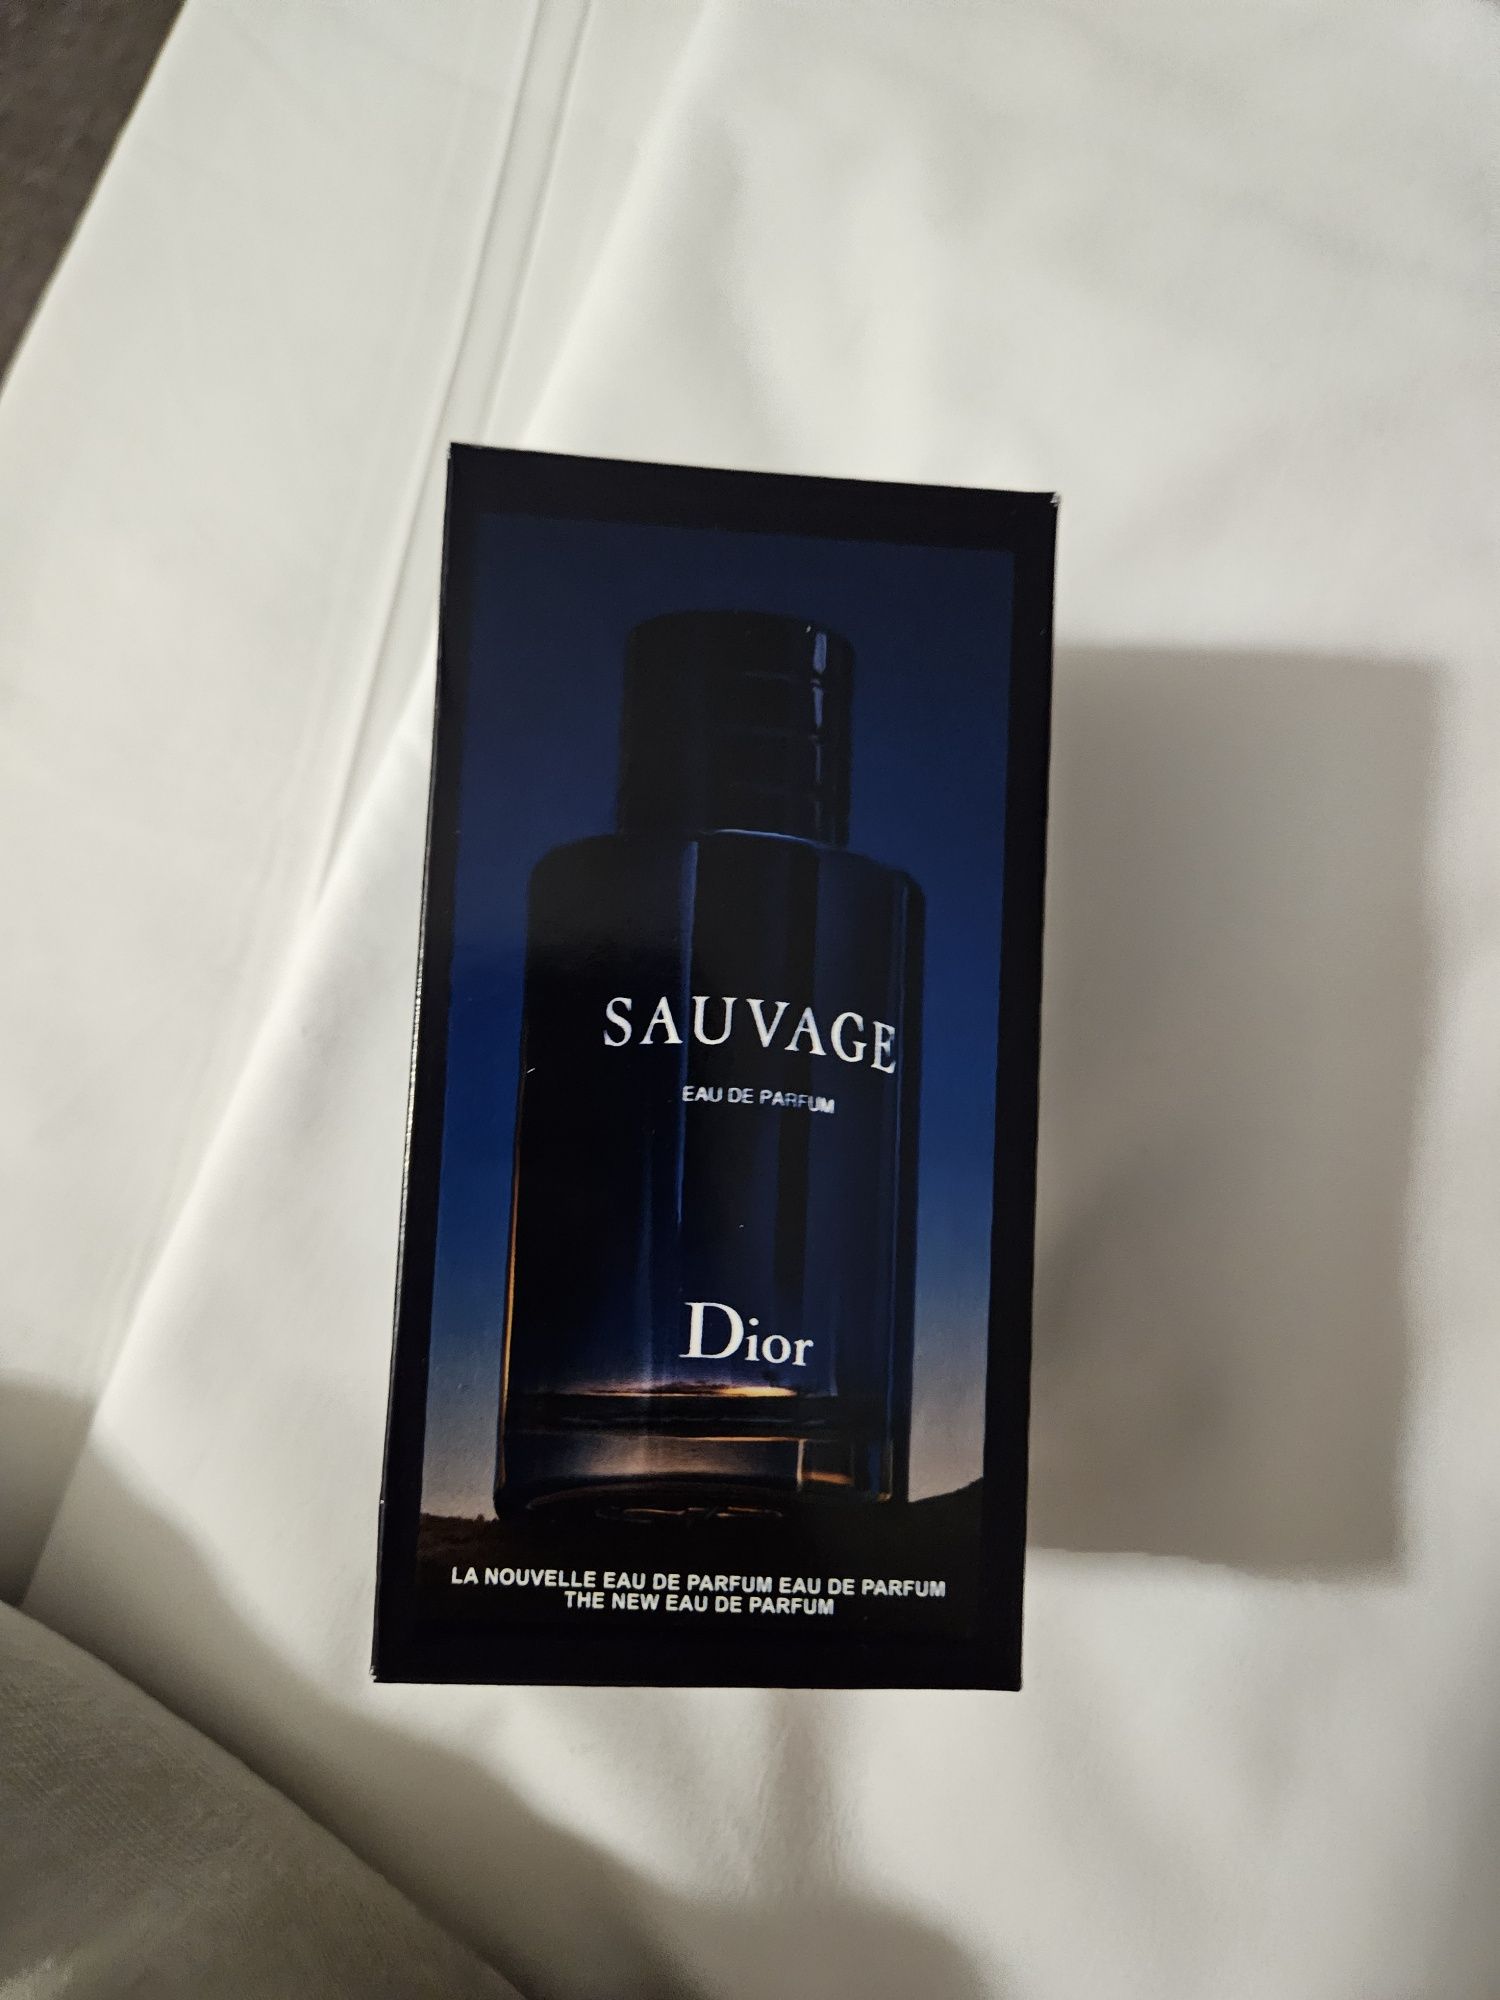 SAUVAGE
EAU DE PARFUM
Dior
LA NOUVELLE EAU DE PARFUM EAU DE PARFUM
THE NEW EAU DE PARFUM